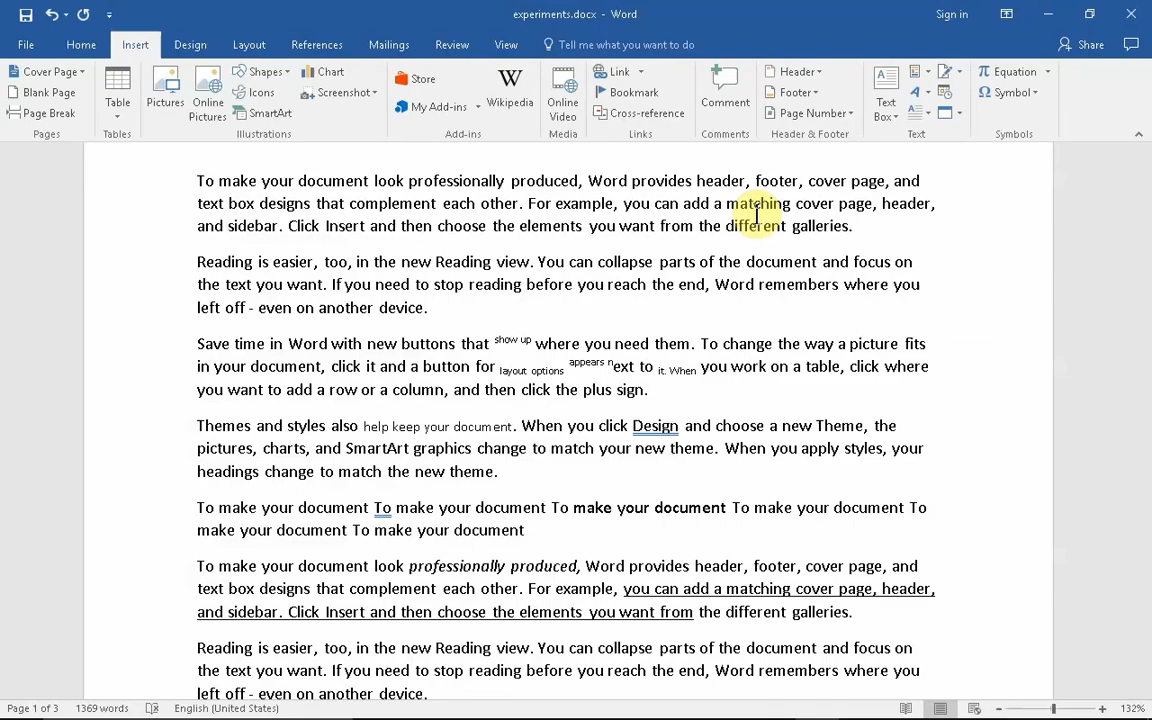 experiments.docx - Word
Sign in
File Home Insert Design Layout References Mailings Review View Tell me what you want to do Share
Cover Page
Blank Page
Page Break
Pages
Table
Tables
Pictures
Online Pictures
Shapes
Icons
SmartArt
Chart
Screenshot
Illustrations
Store
My Add-ins
W
Wikipedia
Add-ins
Online Video
Media
Link
Bookmark
Cross-reference
Links
Comment
Comments
Header
Footer
Page Number
Header & Footer
Text Box
Text
Equation
Symbol
Symbols
To make your document look professionally produced, Word provides header, footer, cover page, and
text box designs that complement each other. For example, you can add a matching cover page, header,
and sidebar. Click Insert and then choose the elements you want from the different galleries.
Reading is easier, too, in the new Reading view. You can collapse parts of the document and focus on
the text you want. If you need to stop reading before you reach the end, Word remembers where you
left off - even on another device.
Save time in Word with new buttons that show up where you need them. To change the way a picture fits
in your document, click it and a button for layout options appears next to it. When you work on a table, click where
you want to add a row or a column, and then click the plus sign.
Themes and styles also help keep your document. When you click Design and choose a new Theme, the
pictures, charts, and SmartArt graphics change to match your new theme. When you apply styles, your
headings change to match the new theme.
To make your document To make your document To make your document To make your document To
make your document To make your document
To make your document look professionally produced, Word provides header, footer, cover page, and
text box designs that complement each other. For example, you can add a matching cover page, header,
and sidebar. Click Insert and then choose the elements you want from the different galleries.
Reading is easier, too, in the new Reading view. You can collapse parts of the document and focus on
the text you want. If you need to stop reading before you reach the end, Word remembers where you
left off - even on another device.
Page 1 of 3 1369 words English (United States) 132%